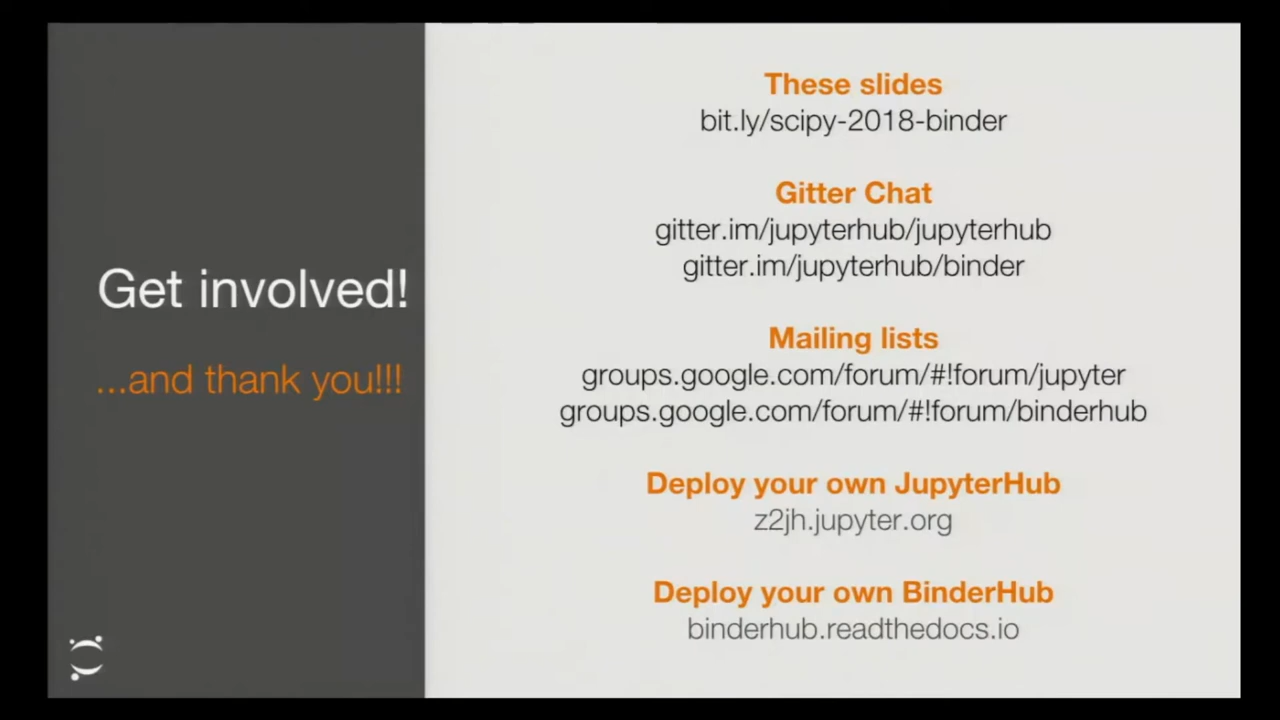 Get involved!
...and thank you!!!
These slides
bit.ly/scipy-2018-binder
Gitter Chat
gitter.im/jupyterhub/jupyterhub
gitter.im/jupyterhub/binder
Mailing lists
groups.google.com/forum/#!forum/jupyter
groups.google.com/forum/#!forum/binderhub
Deploy your own JupyterHub
z2jh.jupyter.org
Deploy your own BinderHub
binderhub.readthedocs.io